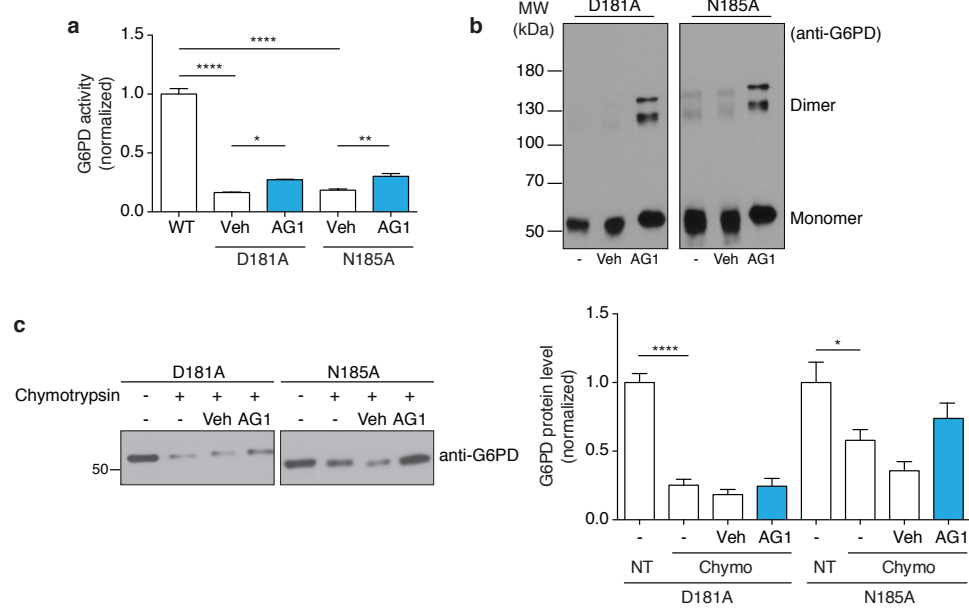 a
G6PD activity
(normalized)
1.5
1.0
0.5
0.0
****
****
*
**
WT Veh AG1 Veh AG1
D181A N185A
b
MW
(kDa)
D181A N185A
(anti-G6PD)
180
130
100
70
50
Dimer
Monomer
- Veh AG1 - Veh AG1
c
D181A N185A
Chymotrypsin - + + + - + + +
- - Veh AG1 - - Veh AG1
50
anti-G6PD
G6PD protein level
(normalized)
1.5
1.0
0.5
0.0
****
*
- - Veh AG1 - - Veh AG1
NT Chymo NT Chymo
D181A N185A